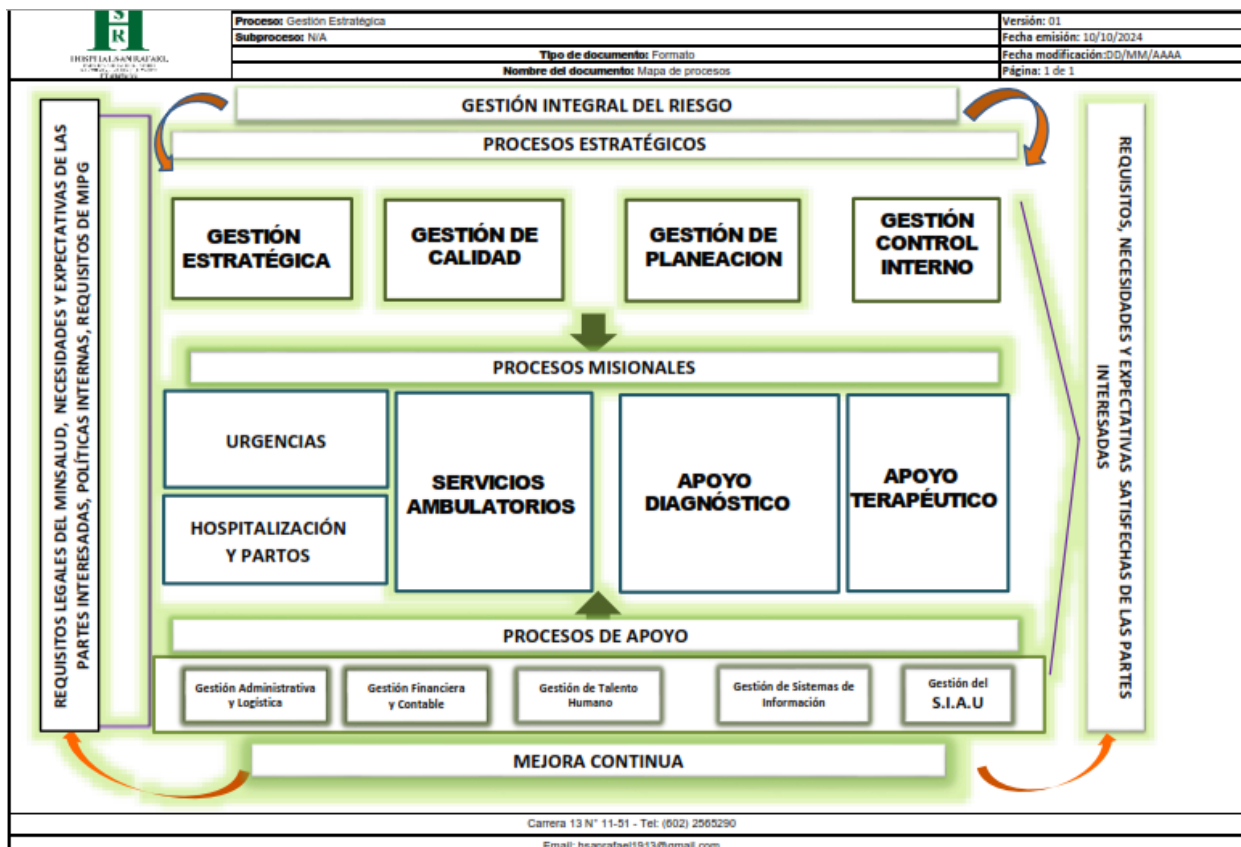 S
R
HOSPITAL SAN RAFAEL
Proceso: Gestión Estratégica
Versión: 01
Subproceso: N/A
Fecha emisión: 10/10/2024
Tipo de documento: Formato
Fecha modificación:DD/MM/AAAA
Nombre del documento: Mapa de procesos
Página: 1 de 1
GESTIÓN INTEGRAL DEL RIESGO
PROCESOS ESTRATÉGICOS
REQUISITOS LEGALES DEL MINSALUD, NECESIDADES Y EXPECTATIVAS DE LAS
PARTES INTERESADAS, POLÍTICAS INTERNAS, REQUISITOS DE MIPG
GESTIÓN
ESTRATÉGICA
GESTIÓN DE
CALIDAD
GESTIÓN DE
PLANEACION
GESTIÓN
CONTROL
INTERNO
PROCESOS MISIONALES
URGENCIAS
HOSPITALIZACIÓN
Y PARTOS
SERVICIOS
AMBULATORIOS
APOYO
DIAGNÓSTICO
APOYO
TERAPÉUTICO
PROCESOS DE APOYO
Gestión Administrativa
y Logística
Gestión Financiera
y Contable
Gestión de Talento
Humano
Gestión de Sistemas de
Información
Gestión del
S.I.A.U
MEJORA CONTINUA
REQUISITOS, NECESIDADES Y EXPECTATIVAS SATISFECHAS DE LAS PARTES
INTERESADAS
Carrera 13 N° 11-51 - Tel: (602) 2565290
Email: hsanrafael1913@gmail.com